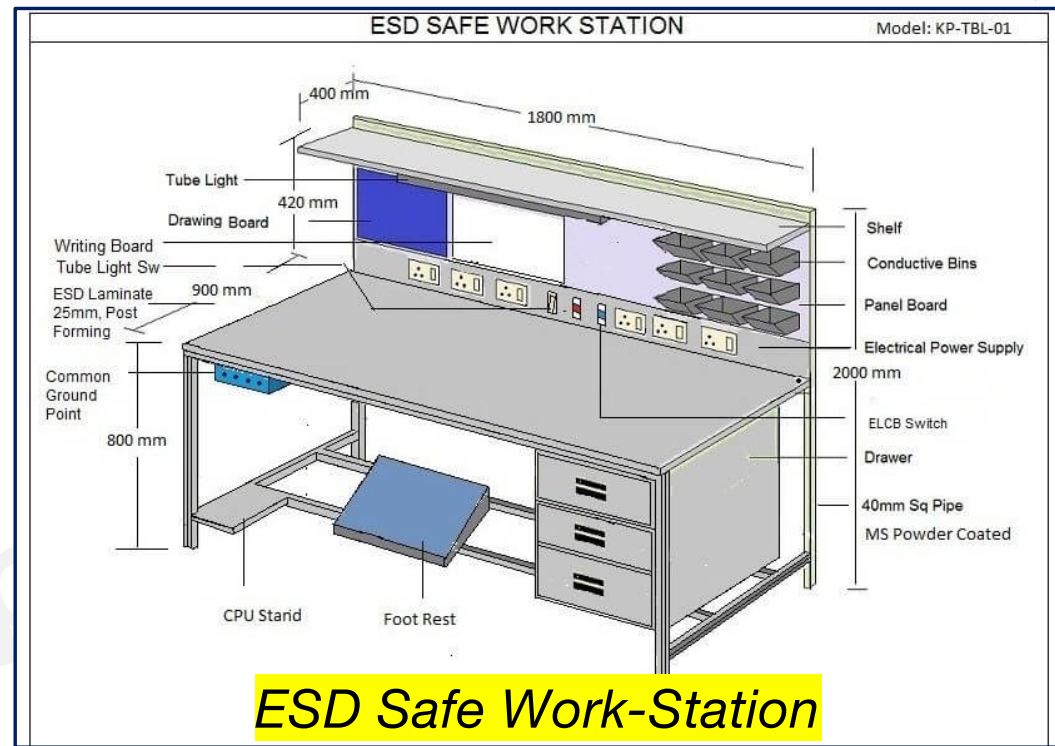 ESD SAFE WORK STATION
Model: KP-TBL-01
400 mm
1800 mm
Tube Light
420 mm
Drawing Board
Writing Board
Tube Light Sw
ESD Laminate
25mm, Post
Forming
900 mm
Common
Ground
Point
800 mm
CPU Stand
Foot Rest
Shelf
Conductive Bins
Panel Board
Electrical Power Supply
2000 mm
ELCB Switch
Drawer
40mm Sq Pipe
MS Powder Coated
ESD Safe Work-Station